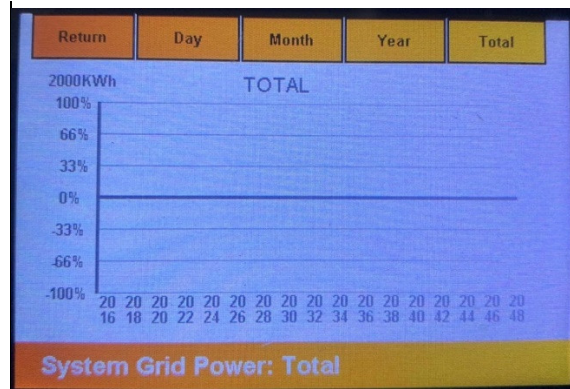 Return Day Month Year Total
2000KWh TOTAL
100%
66%
33%
0%
-33%
-66%
-100%
20 20 20 20 20 20 20 20 20 20 20 20 20 20 20 20 20
16 18 20 22 24 26 28 30 32 34 36 38 40 42 44 46 48
System Grid Power: Total